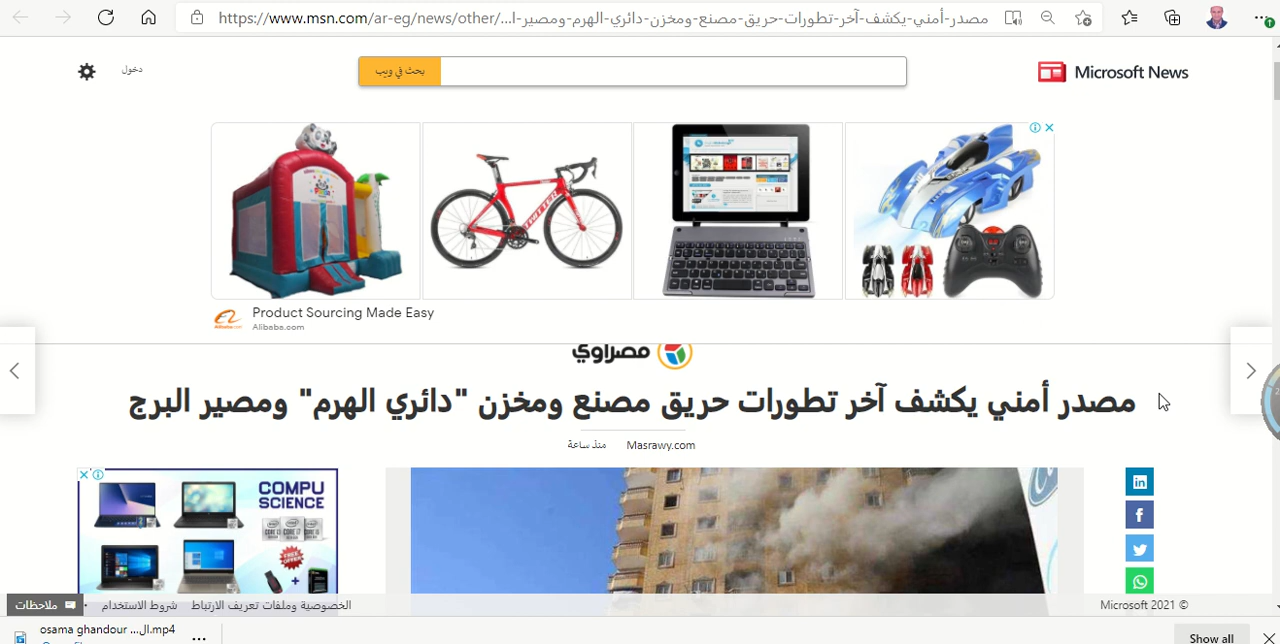 https://www.msn.com/ar-eg/news/other/مصدر-أمني-يكشف-آخر-تطورات-حريق-مصنع-ومخزن-دائري-الهرم-ومصير-ا...
دخول
بحث في ويب
Microsoft News
Product Sourcing Made Easy
Alibaba.com
Alibaba.com
مصراوي
مصدر أمني يكشف آخر تطورات حريق مصنع ومخزن "دائري الهرم" ومصير البرج
منذ ساعة
Masrawy.com
COMPU
SCIENCE
ملاحظات
شروط الاستخدام
الخصوصية وملفات تعريف الارتباط
Microsoft 2021 ©
osama ghandour ...ال.mp4
Show all